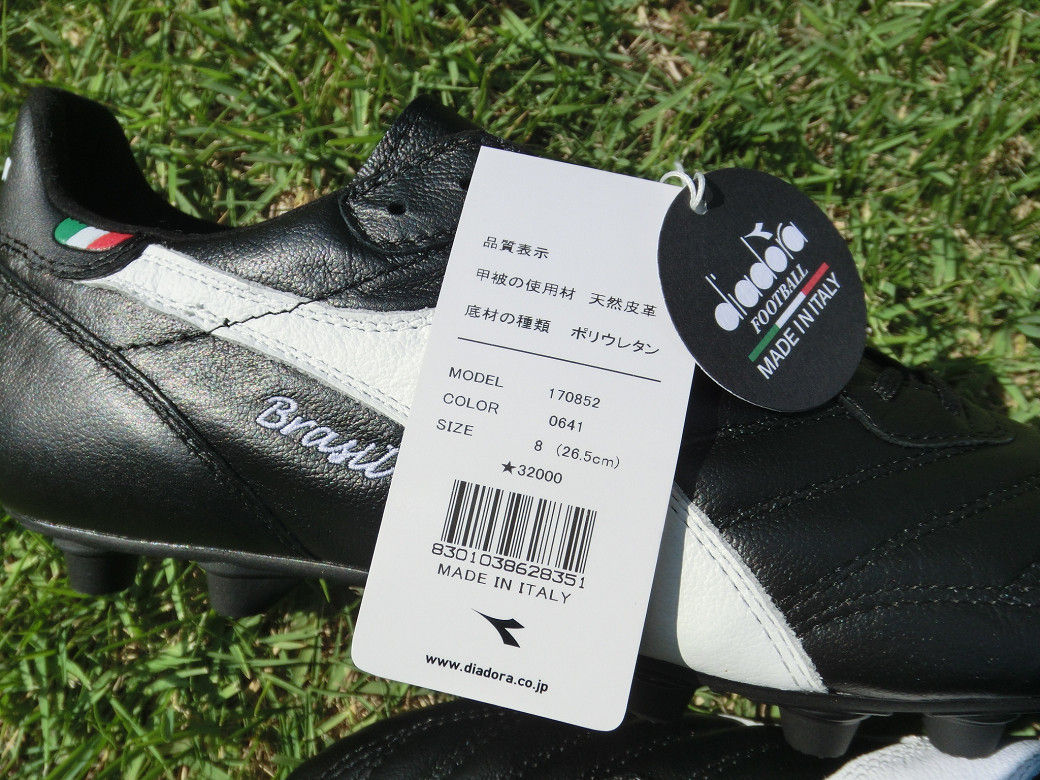 品質表示
甲被の使用材 天然皮革
底材の種類 ポリウレタン
MODEL 170852
COLOR 0641
SIZE 8 (26.5cm)
★32000
8301038628351
MADE IN ITALY
www.diadora.co.jp
diadora
FOOTBALL
MADE IN ITALY
Brasil